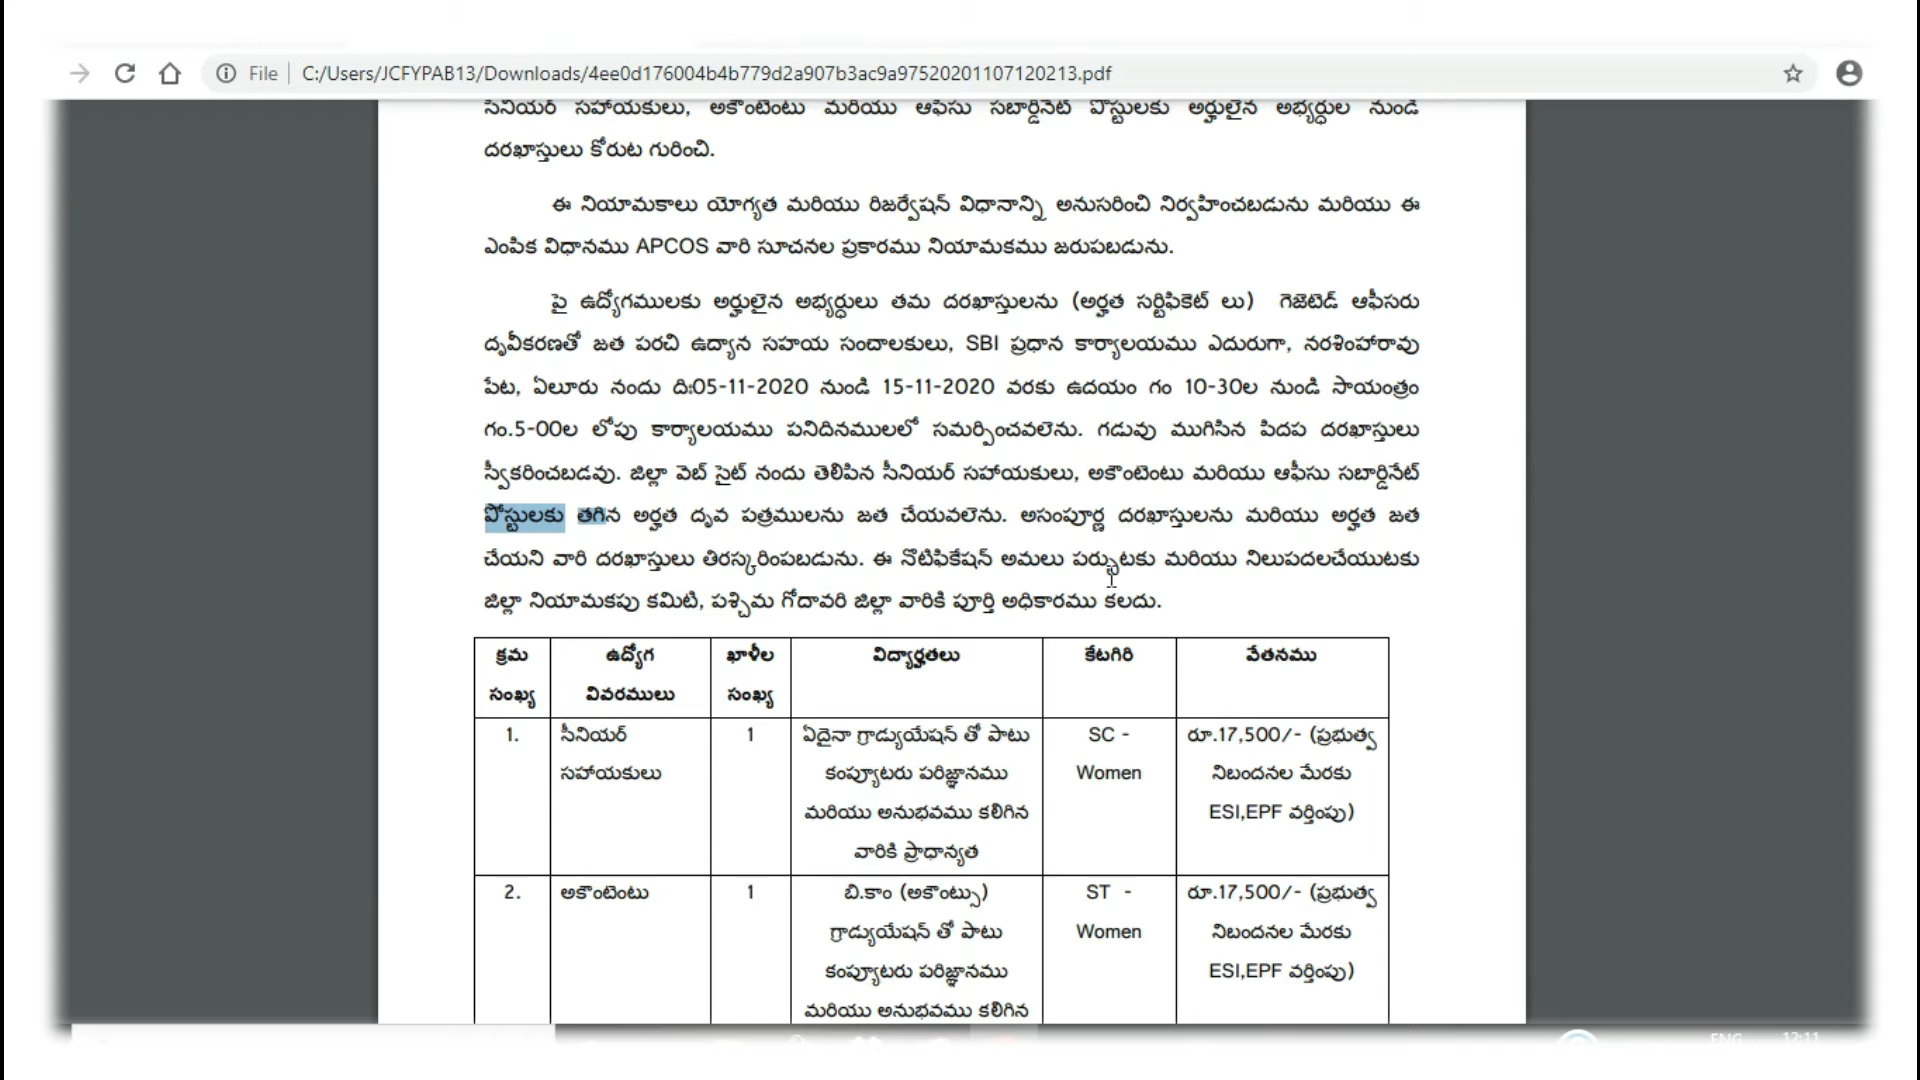 File C:/Users/JCFYPAB13/Downloads/4ee0d176004b4b779d2a907b3ac9a97520201107120213.pdf
సీనియర్ సహాయకులు, అకౌంటెంటు మరియు ఆఫీసు సబార్డినేట్ పోస్టులకు అర్హులైన అభ్యర్ధుల నుండి
దరఖాస్తులు కోరుట గురించి.
ఈ నియామకాలు యోగ్యత మరియు రిజర్వేషన్ విధానాన్ని అనుసరించి నిర్వహించబడును మరియు ఈ
ఎంపిక విధానము APCOS వారి సూచనల ప్రకారము నియామకము జరుపబడును.
పై ఉద్యోగములకు అర్హులైన అభ్యర్ధులు తమ దరఖాస్తులను (అర్హత సర్టిఫికెట్ లు) గెజెటెడ్ ఆఫీసరు
దృవీకరణతో జత పరచి ఉద్యాన సహయ సంచాలకులు, SBI ప్రధాన కార్యాలయము ఎదురుగా, నరశింహారావు
పేట, ఏలూరు నందు ది:05-11-2020 నుండి 15-11-2020 వరకు ఉదయం గం 10-30ల నుండి సాయంత్రం
గం.5-00ల లోపు కార్యాలయము పనిదినములలో సమర్పించవలెను. గడువు ముగిసిన పిదప దరఖాస్తులు
స్వీకరించబడవు. జిల్లా వెబ్ సైట్ నందు తెలిపిన సీనియర్ సహాయకులు, అకౌంటెంటు మరియు ఆఫీసు సబార్డినేట్
పోస్టులకు తగిన అర్హత దృవ పత్రములను జత చేయవలెను. అసంపూర్ణ దరఖాస్తులను మరియు అర్హత జత
చేయని వారి దరఖాస్తులు తిరస్కరింపబడును. ఈ నోటిఫికేషన్ అమలు పర్చుటకు మరియు నిలుపదలచేయుటకు
జిల్లా నియామకపు కమిటి, పశ్చిమ గోదావరి జిల్లా వారికి పూర్తి అధికారము కలదు.
క్రమ ఉద్యోగ ఖాళీల విద్యార్హతలు కేటగిరి వేతనము
సంఖ్య వివరములు సంఖ్య
1. సీనియర్ 1 ఏదైనా గ్రాడ్యుయేషన్ తో పాటు SC - రూ.17,500/- (ప్రభుత్వ
సహాయకులు కంప్యూటరు పరిజ్ఞానము Women నిబందనల మేరకు
మరియు అనుభవము కలిగిన ESI,EPF వర్తింపు)
వారికి ప్రాధాన్యత
2. అకౌంటెంటు 1 బి.కాం (అకౌంట్సు) ST - రూ.17,500/- (ప్రభుత్వ
గ్రాడ్యుయేషన్ తో పాటు Women నిబందనల మేరకు
కంప్యూటరు పరిజ్ఞానము ESI,EPF వర్తింపు)
మరియు అనుభవము కలిగిన
ENG 12:11